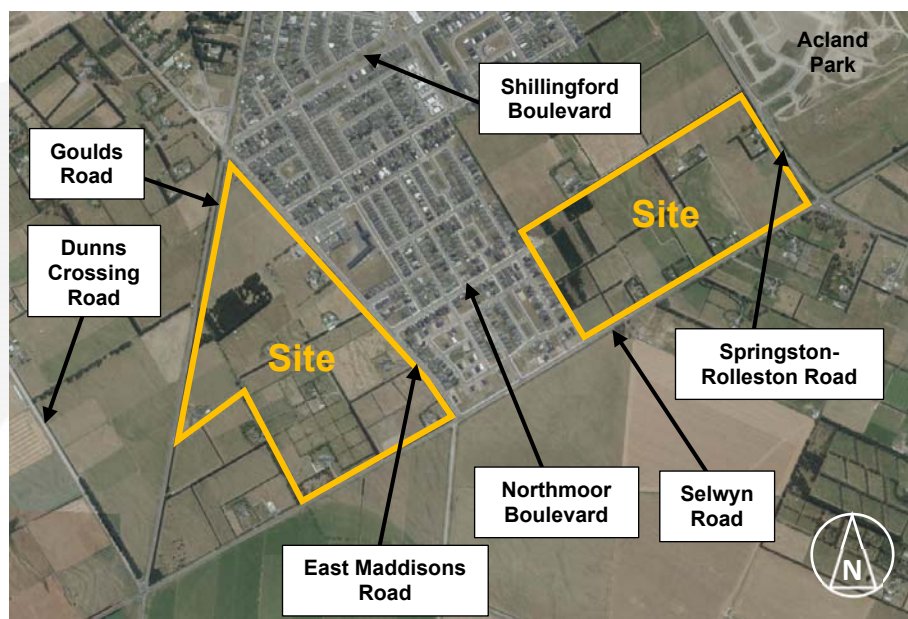 Acland
Park
Shillingford
Boulevard
Goulds
Road
Dunns
Crossing
Road
Site
Site
Springston-
Rolleston Road
Northmoor
Boulevard
Selwyn
Road
East Maddisons
Road
N